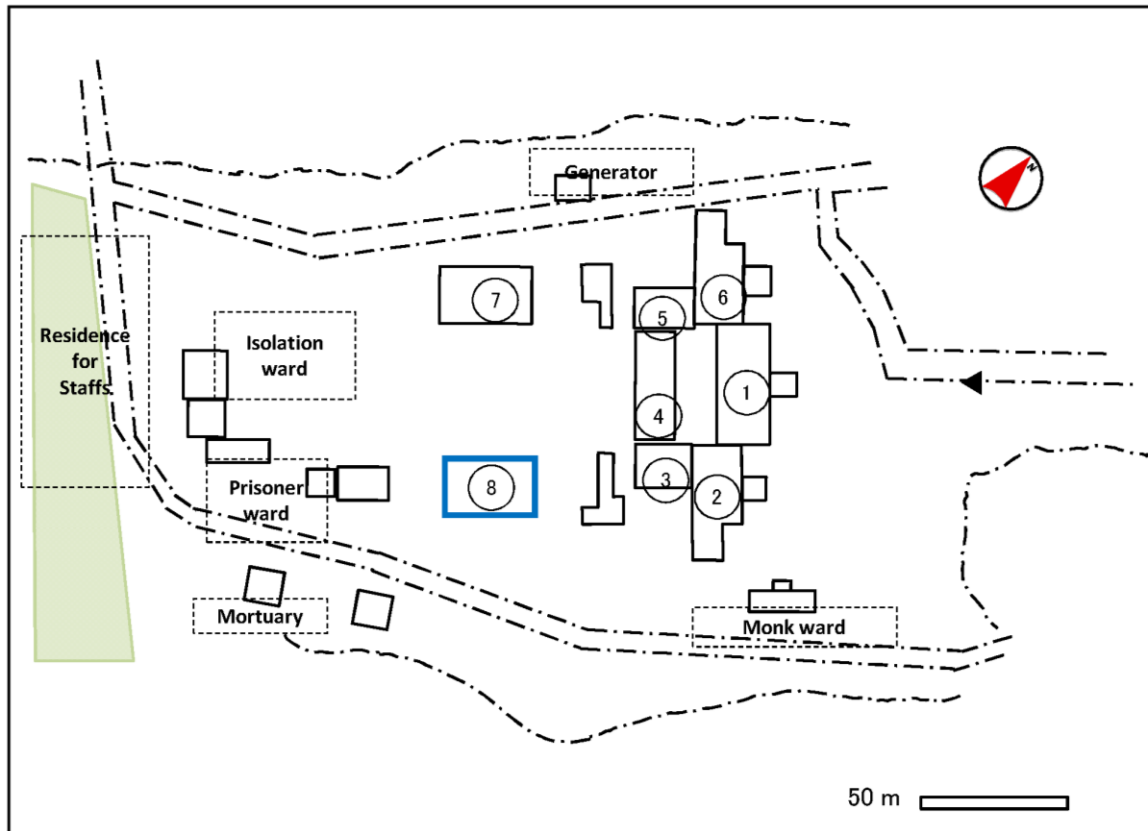 Generator
N
7
6
5
Residence
for
Staffs
Isolation
ward
1
4
8
3
2
Prisoner
ward
Mortuary
Monk ward
50 m